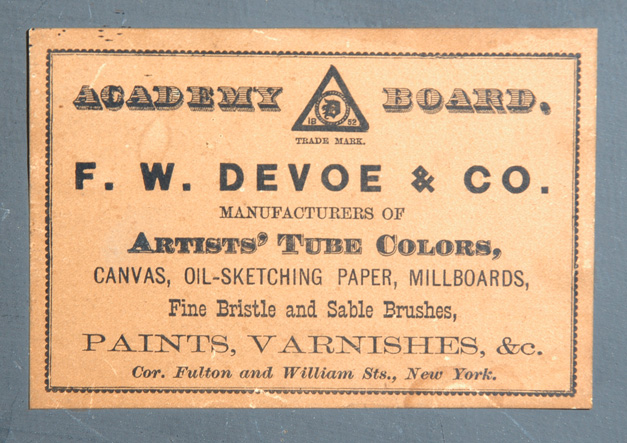 ACADEMY BOARD.
D
18 52
TRADE MARK.
F. W. DEVOE & CO.
MANUFACTURERS OF
ARTISTS' TUBE COLORS,
CANVAS, OIL-SKETCHING PAPER, MILLBOARDS,
Fine Bristle and Sable Brushes,
PAINTS, VARNISHES, &c.
Cor. Fulton and William Sts., New York.